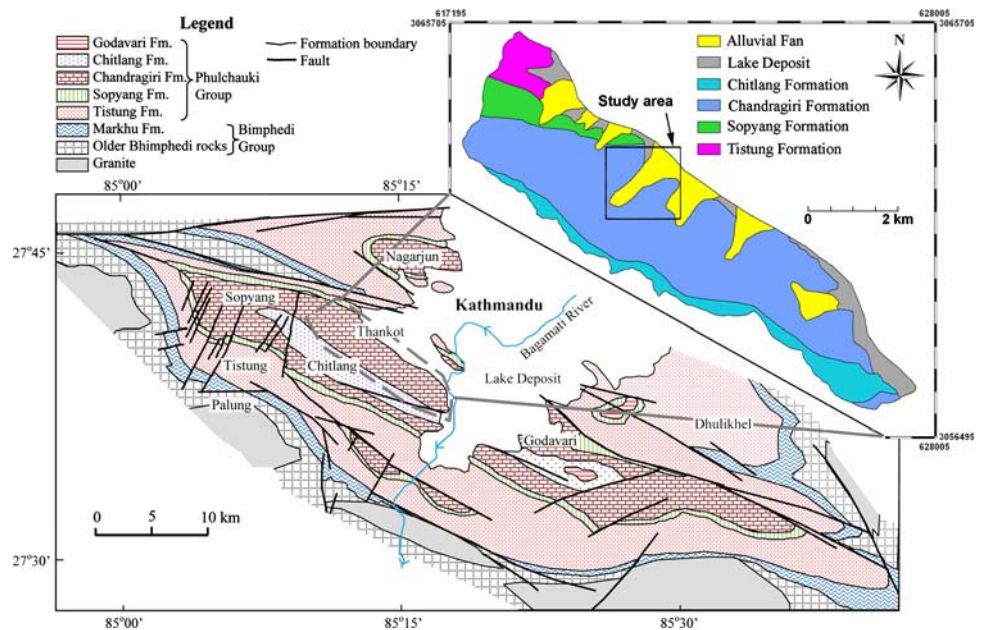 Legend
Godavari Fm.
Chitlang Fm.
Chandragiri Fm.
Sopyang Fm.
Tistung Fm.
Phulchauki
Group
Markhu Fm.
Older Bhimphedi rocks
Bimphedi
Group
Granite
Formation boundary
Fault
617195
3065705
628005
3065705
Alluvial Fan
Lake Deposit
Chitlang Formation
Chandragiri Formation
Sopyang Formation
Tistung Formation
N
Study area
0 2 km
3056495
628005
85°00'
85°15'
27°45'
Nagarjun
Kathmandu
Sopyang
Thankot
Bagamati River
Tistung
Chitlang
Lake Deposit
Palung
Dhulikhel
Godavari
0 5 10 km
27°30'
85°00'
85°15'
85°30'